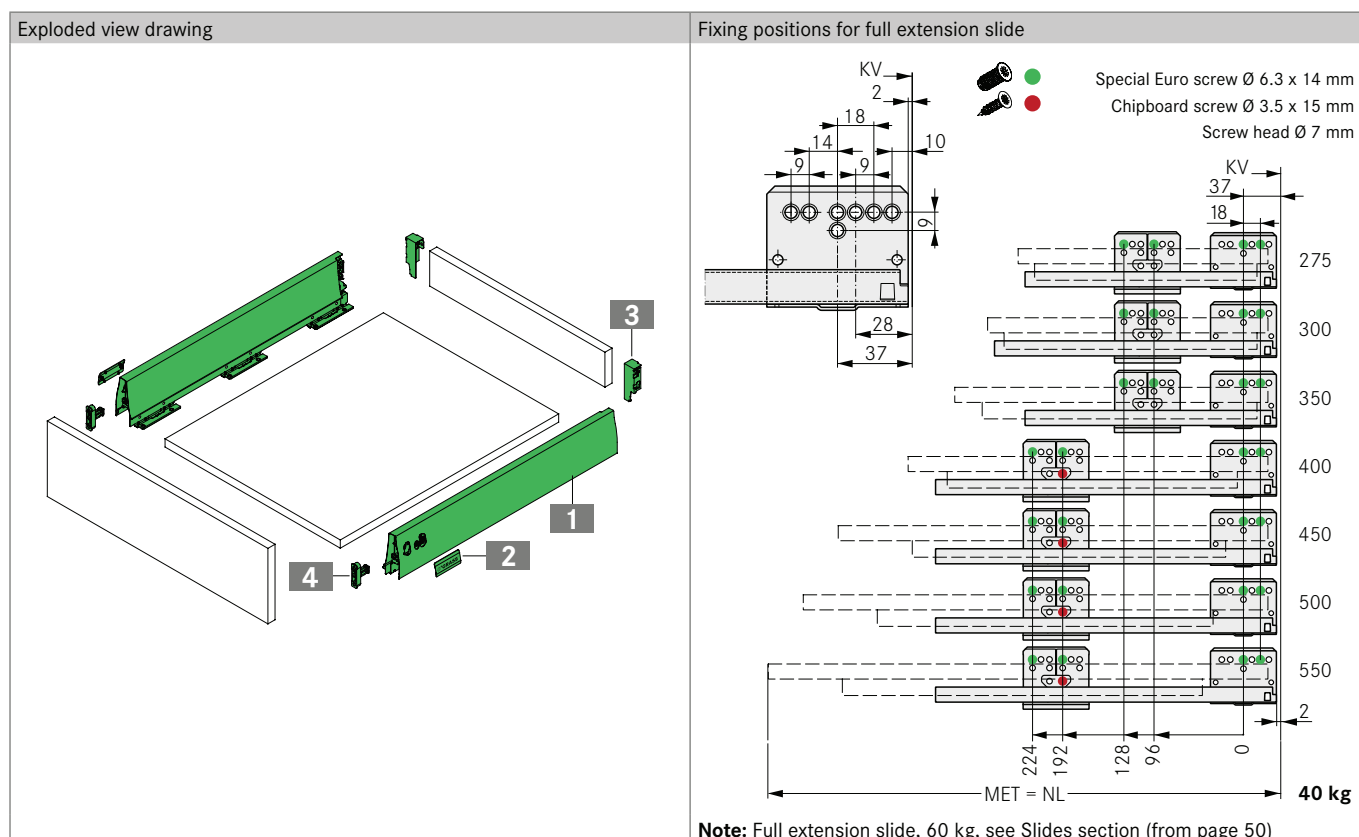 Exploded view drawing
3
1
2
4
Fixing positions for full extension slide
KV
2
18
14
10
9
9
9
28
37
Special Euro screw Ø 6.3 x 14 mm
Chipboard screw Ø 3.5 x 15 mm
Screw head Ø 7 mm
KV
37
18
275
300
350
400
450
500
550
2
224
192
128
96
0
MET = NL
40 kg
Note: Full extension slide, 60 kg, see Slides section (from page 50)